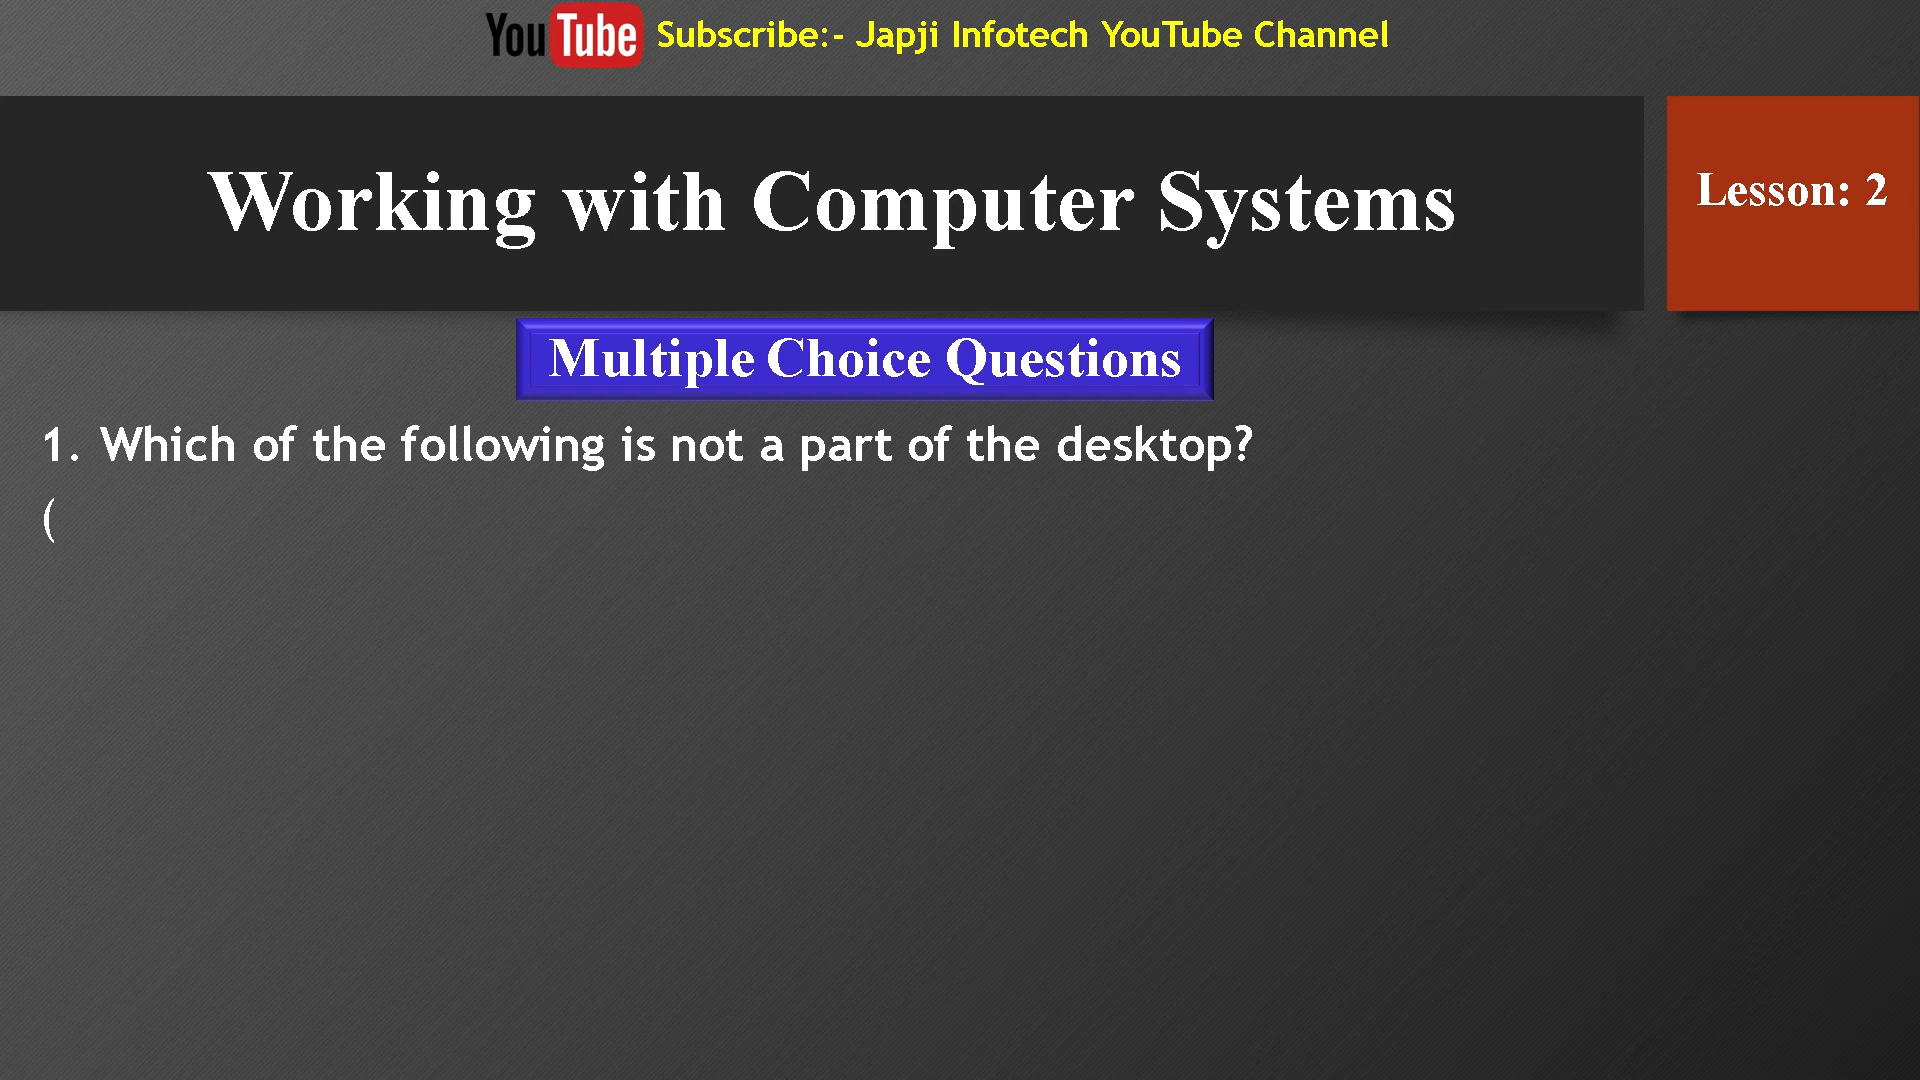 YouTube Subscribe:- Japji Infotech YouTube Channel
Working with Computer Systems
Lesson: 2
Multiple Choice Questions
1. Which of the following is not a part of the desktop?
(